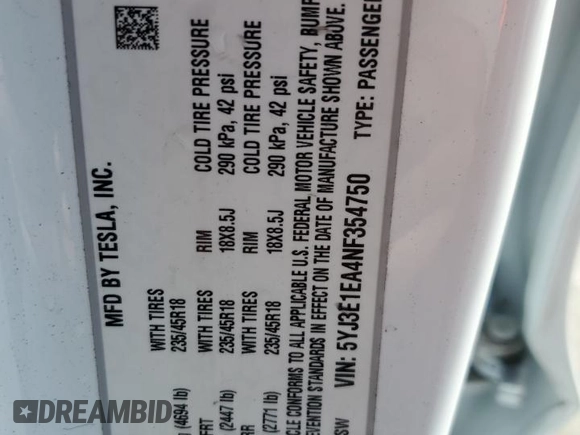 MFD BY TESLA, INC.
(4694 lb) WITH TIRES
235/45R18
FRT WITH TIRES RIM COLD TIRE PRESSURE
(2447 lb) 235/45R18 18X8.5J 290 kPa, 42 psi
RR WITH TIRES RIM COLD TIRE PRESSURE
(2771 lb) 235/45R18 18X8.5J 290 kPa, 42 psi
CONFORMS TO ALL APPLICABLE U.S. FEDERAL MOTOR VEHICLE SAFETY,
STANDARDS IN EFFECT ON THE DATE OF MANUFACTURE SHOWN ABOVE.
VIN: 5YJ3E1EA4NF354750 TYPE: PASSENGE
DREAMBID